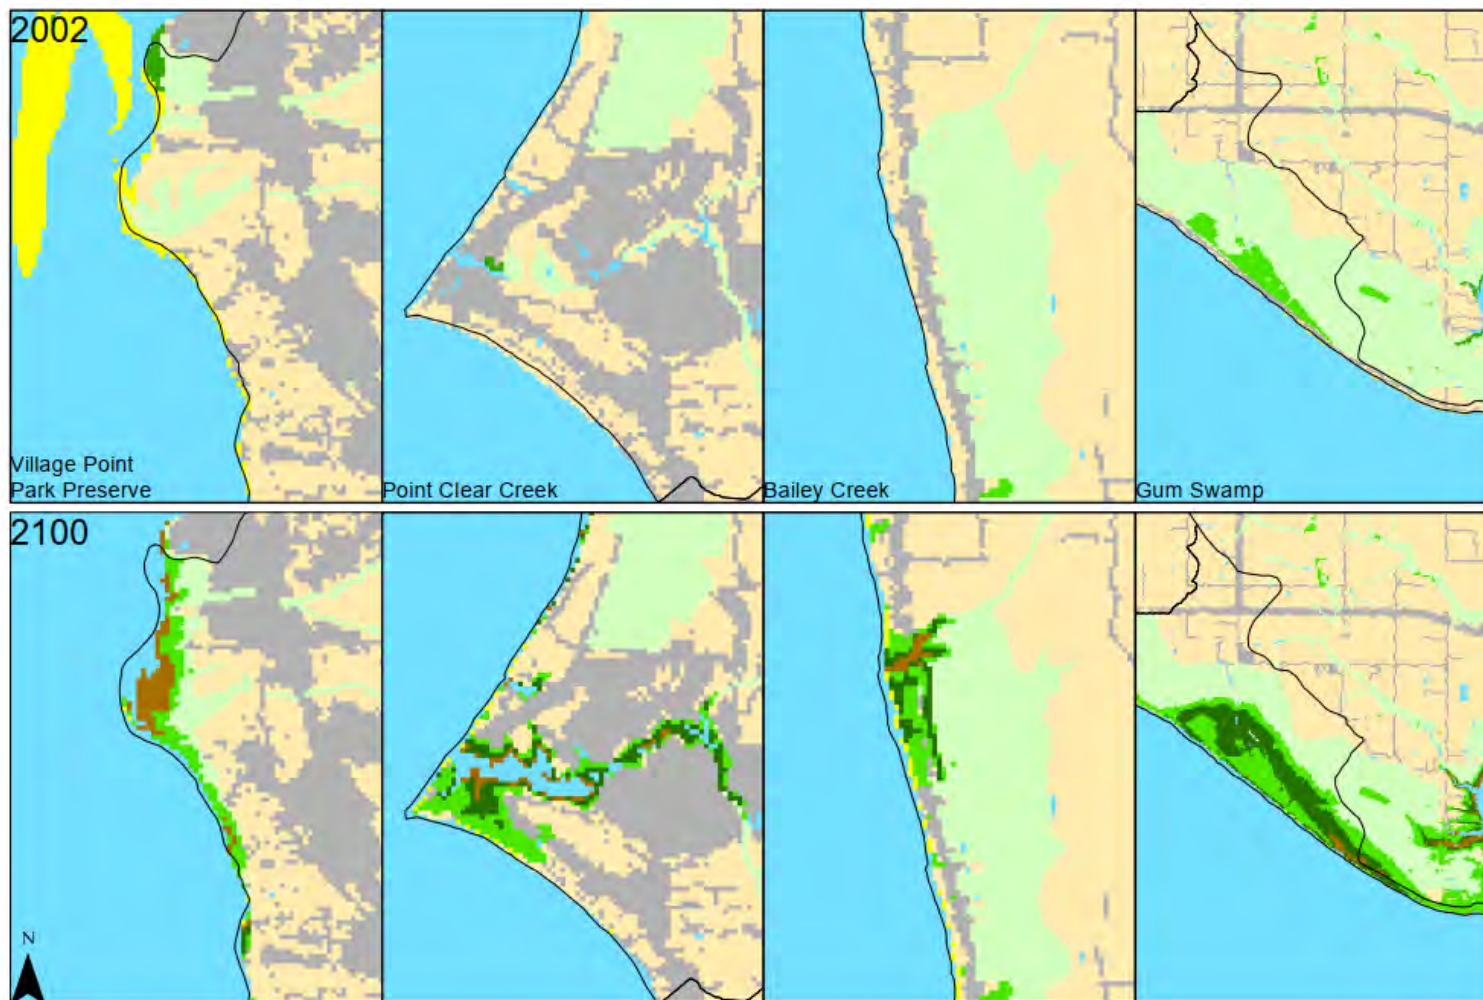 2002
Village Point
Park Preserve
Point Clear Creek
Bailey Creek
Gum Swamp
2100
N